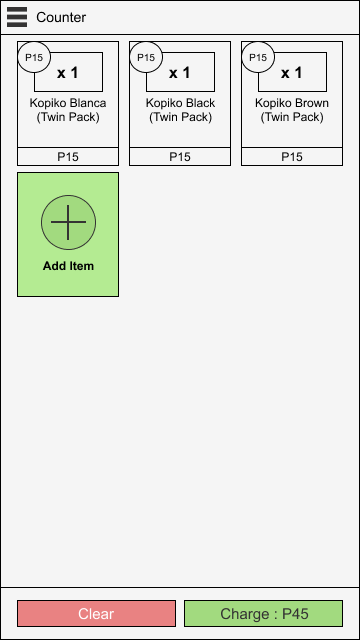 Counter
P15
x 1
Kopiko Blanca
(Twin Pack)
P15
P15
x 1
Kopiko Black
(Twin Pack)
P15
P15
x 1
Kopiko Brown
(Twin Pack)
P15
Add Item
Clear
Charge : P45